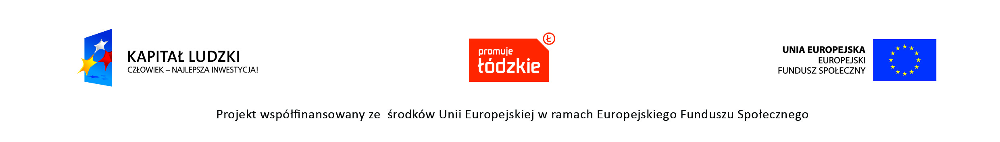 KAPITAŁ LUDZKI
CZŁOWIEK – NAJLEPSZA INWESTYCJA!
promuje
łódzkie
Ł
UNIA EUROPEJSKA
EUROPEJSKI
FUNDUSZ SPOŁECZNY
Projekt współfinansowany ze środków Unii Europejskiej w ramach Europejskiego Funduszu Społecznego